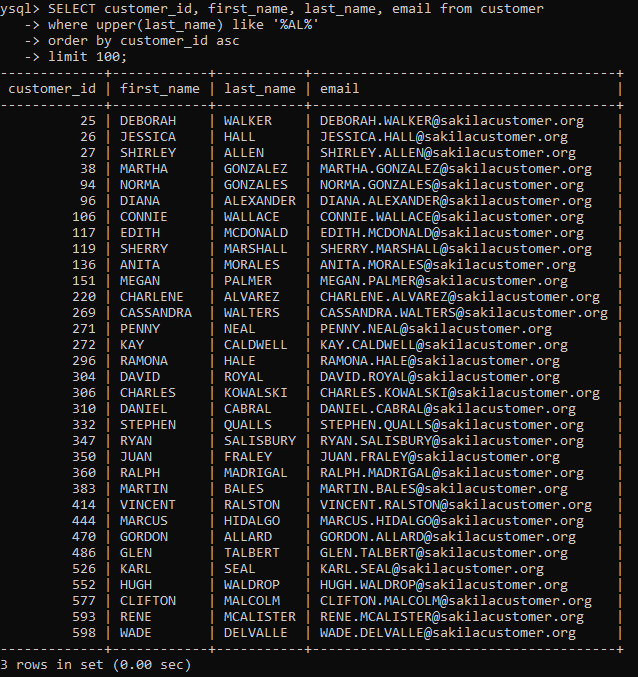 ysql> SELECT customer_id, first_name, last_name, email from customer
-> where upper(last_name) like '%AL%'
-> order by customer_id asc
-> limit 100;
customer_id | first_name | last_name | email |
25 | DEBORAH | WALKER | DEBORAH.WALKER@sakilacustomer.org |
26 | JESSICA | HALL | JESSICA.HALL@sakilacustomer.org |
27 | SHIRLEY | ALLEN | SHIRLEY.ALLEN@sakilacustomer.org |
38 | MARTHA | GONZALEZ | MARTHA.GONZALEZ@sakilacustomer.org |
94 | NORMA | GONZALES | NORMA.GONZALES@sakilacustomer.org |
96 | DIANA | ALEXANDER | DIANA.ALEXANDER@sakilacustomer.org |
106 | CONNIE | WALLACE | CONNIE.WALLACE@sakilacustomer.org |
117 | EDITH | MCDONALD | EDITH.MCDONALD@sakilacustomer.org |
119 | SHERRY | MARSHALL | SHERRY.MARSHALL@sakilacustomer.org |
136 | ANITA | MORALES | ANITA.MORALES@sakilacustomer.org |
151 | MEGAN | PALMER | MEGAN.PALMER@sakilacustomer.org |
220 | CHARLENE | ALVAREZ | CHARLENE.ALVAREZ@sakilacustomer.org |
269 | CASSANDRA | WALTERS | CASSANDRA.WALTERS@sakilacustomer.org |
271 | PENNY | NEAL | PENNY.NEAL@sakilacustomer.org |
272 | KAY | CALDWELL | KAY.CALDWELL@sakilacustomer.org |
296 | RAMONA | HALE | RAMONA.HALE@sakilacustomer.org |
304 | DAVID | ROYAL | DAVID.ROYAL@sakilacustomer.org |
306 | CHARLES | KOWALSKI | CHARLES.KOWALSKI@sakilacustomer.org |
310 | DANIEL | CABRAL | DANIEL.CABRAL@sakilacustomer.org |
332 | STEPHEN | QUALLS | STEPHEN.QUALLS@sakilacustomer.org |
347 | RYAN | SALISBURY | RYAN.SALISBURY@sakilacustomer.org |
350 | JUAN | FRALEY | JUAN.FRALEY@sakilacustomer.org |
360 | RALPH | MADRIGAL | RALPH.MADRIGAL@sakilacustomer.org |
383 | MARTIN | BALES | MARTIN.BALES@sakilacustomer.org |
414 | VINCENT | RALSTON | VINCENT.RALSTON@sakilacustomer.org |
444 | MARCUS | HIDALGO | MARCUS.HIDALGO@sakilacustomer.org |
470 | GORDON | ALLARD | GORDON.ALLARD@sakilacustomer.org |
486 | GLEN | TALBERT | GLEN.TALBERT@sakilacustomer.org |
526 | KARL | SEAL | KARL.SEAL@sakilacustomer.org |
552 | HUGH | WALDROP | HUGH.WALDROP@sakilacustomer.org |
577 | CLIFTON | MALCOLM | CLIFTON.MALCOLM@sakilacustomer.org |
593 | RENE | MCALISTER | RENE.MCALISTER@sakilacustomer.org |
598 | WADE | DELVALLE | WADE.DELVALLE@sakilacustomer.org |
3 rows in set (0.00 sec)